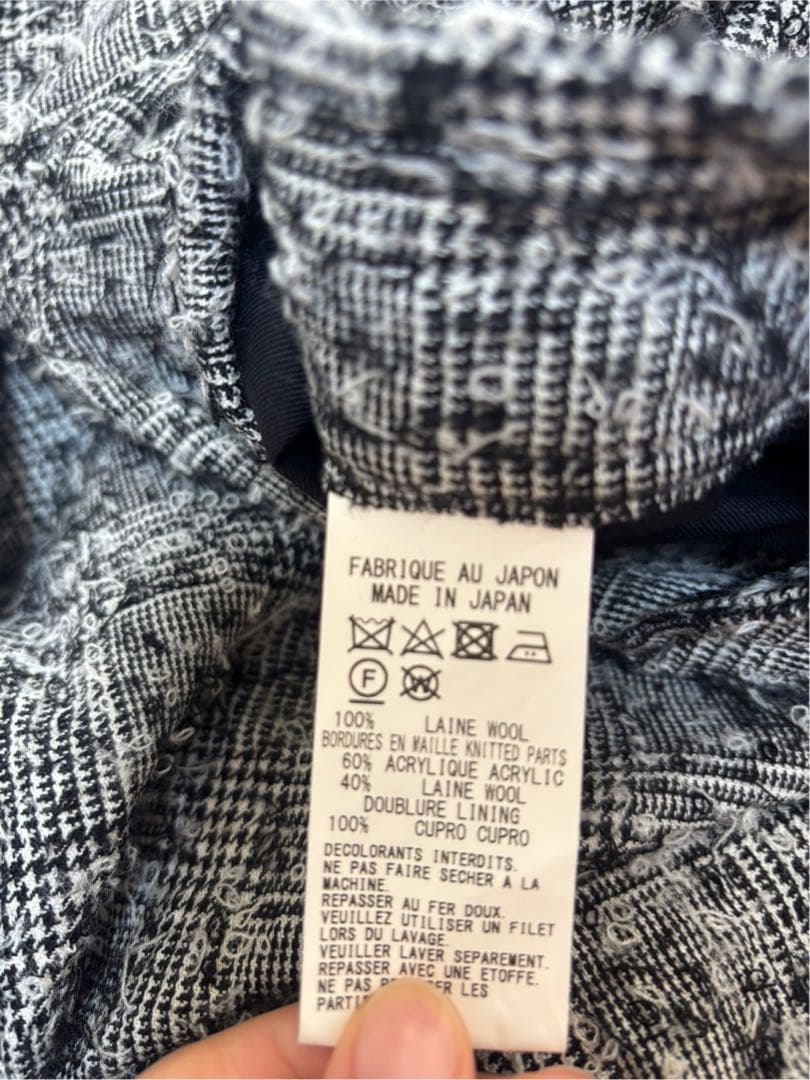 FABRIQUE AU JAPON
MADE IN JAPAN
F W
100% LAINE WOOL
BORDURES EN MAILLE KNITTED PARTS
60% ACRYLIQUE ACRYLIC
40% LAINE WOOL
DOUBLURE LINING
100% CUPRO CUPRO
DECOLORANTS INTERDITS.
NE PAS FAIRE SECHER A LA
MACHINE.
REPASSER AU FER DOUX.
VEUILLEZ UTILISER UN FILET
LORS DU LAVAGE.
VEUILLER LAVER SEPAREMENT.
REPASSER AVEC UNE ETOFFE.
NE PAS LES